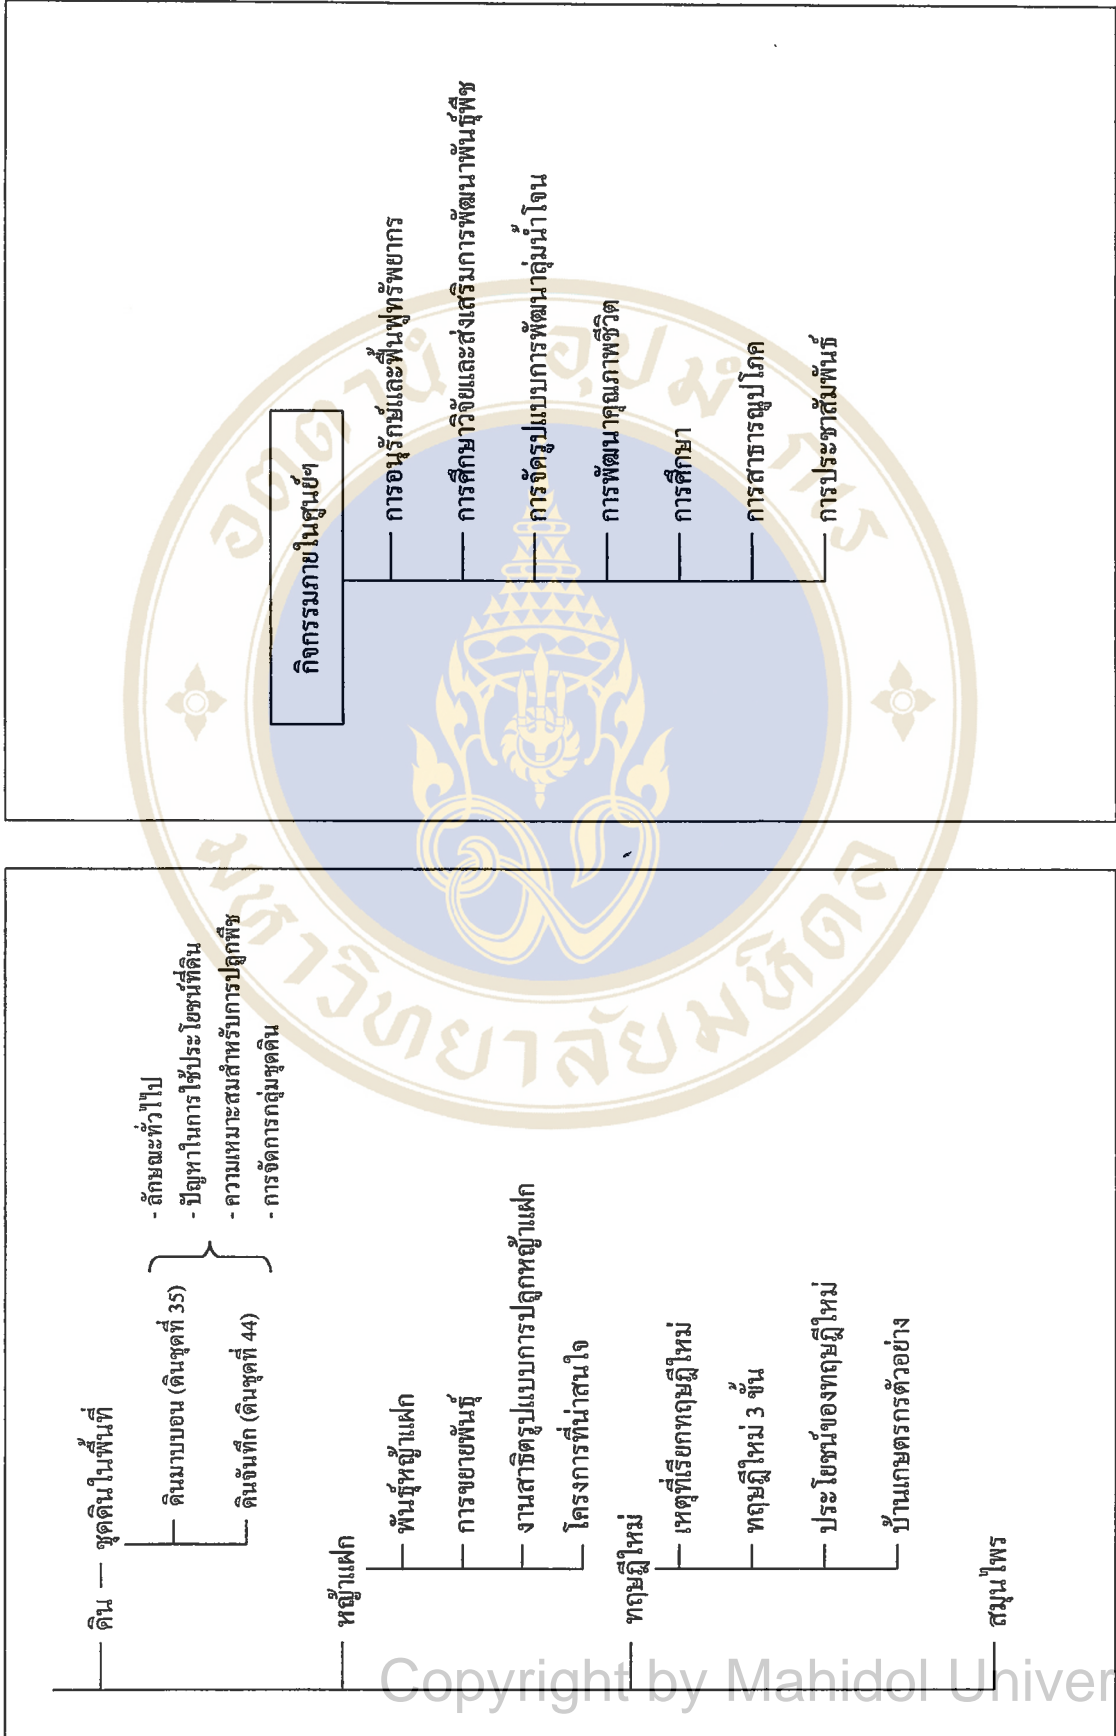 ดิน
ชุดดินในพื้นที่
ดินมาบบอน (ดินชุดที่ 35)
ดินจันทึก (ดินชุดที่ 44)
- ลักษณะทั่วไป
- ปัญหาในการใช้ประโยชน์ที่ดิน
- ความเหมาะสมสำหรับการปลูกพืช
- การจัดการกลุ่มชุดดิน
หญ้าแฝก
พันธุ์หญ้าแฝก
การขยายพันธุ์
งานสาธิตรูปแบบการปลูกหญ้าแฝก
โครงการที่น่าสนใจ
ทฤษฎีใหม่
เหตุที่เรียกทฤษฎีใหม่
ทฤษฎีใหม่ 3 ขั้น
ประโยชน์ของทฤษฎีใหม่
บ้านเกษตรกรตัวอย่าง
สมุนไพร
กิจกรรมภายในศูนย์ฯ
การอนุรักษ์และฟื้นฟูทรัพยากร
การศึกษาวิจัยและส่งเสริมการพัฒนาพันธุ์พืช
การจัดรูปแบบการพัฒนาลุ่มน้ำโจน
การพัฒนาคุณภาพชีวิต
การศึกษา
การสาธารณูปโภค
การประชาสัมพันธ์
อตฺตานํ อุปมํ กเร
มหาวิทยาลัยมหิดล
Copyright by Mahidol Univer